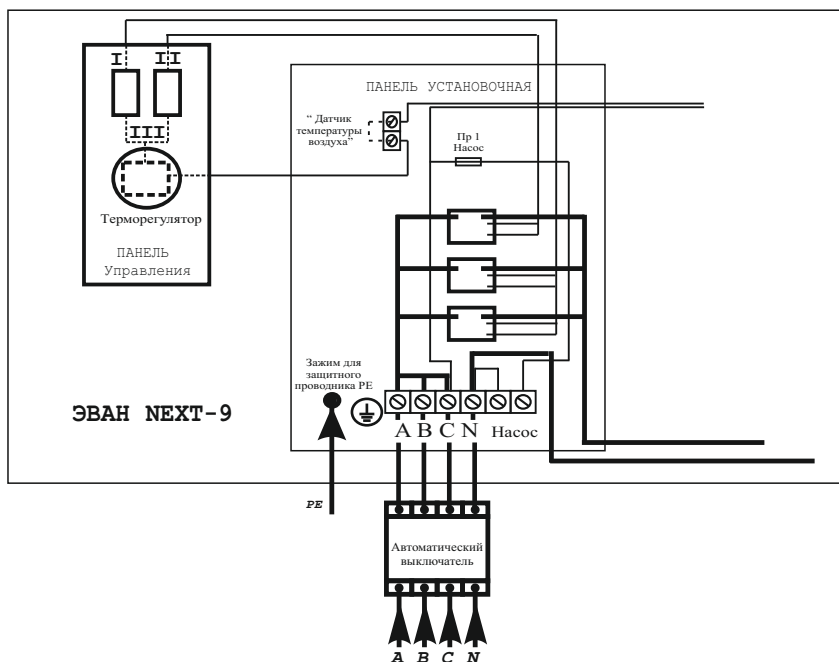 I II
ПАНЕЛЬ УСТАНОВОЧНАЯ
“ Датчик
температуры
воздуха”
III
Пр 1
Насос
Терморегулятор
ПАНЕЛЬ
Управления
Зажим для
защитного
проводника РЕ
ЭВАН NEXT-9
A B C N Насос
PE
Автоматический
выключатель
A B C N